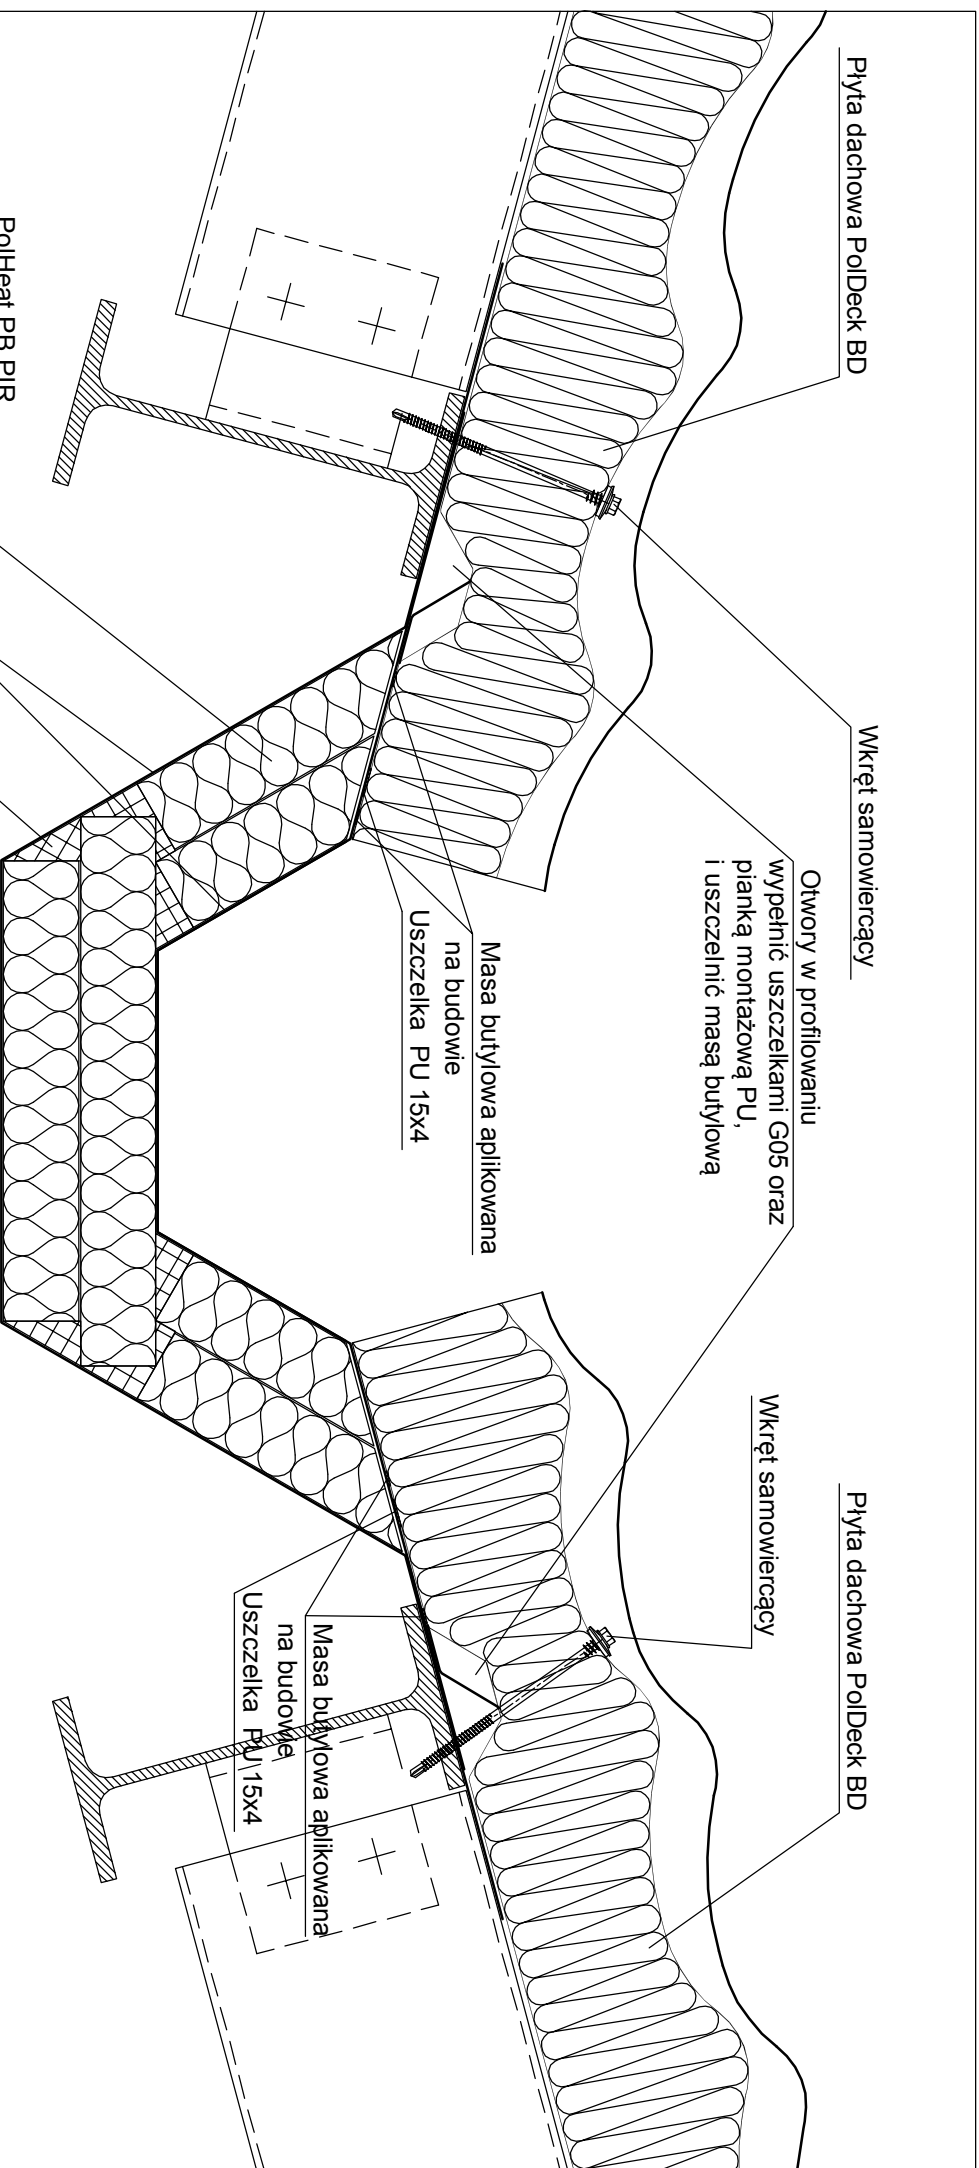 Płyta dachowa PolDeck BD
Wkręt samowiercący
Otwory w profilowaniu
wypełnić uszczelkami G05 oraz
pianką montażową PU,
i uszczelnić masą butylową
Masa butylowa aplikowana
na budowie
Uszczelka PU 15x4
PolHeat PB PIR
Płyta dachowa PolDeck BD
Wkręt samowiercący
Masa butylowa aplikowana
na budowie
Uszczelka PU 15x4